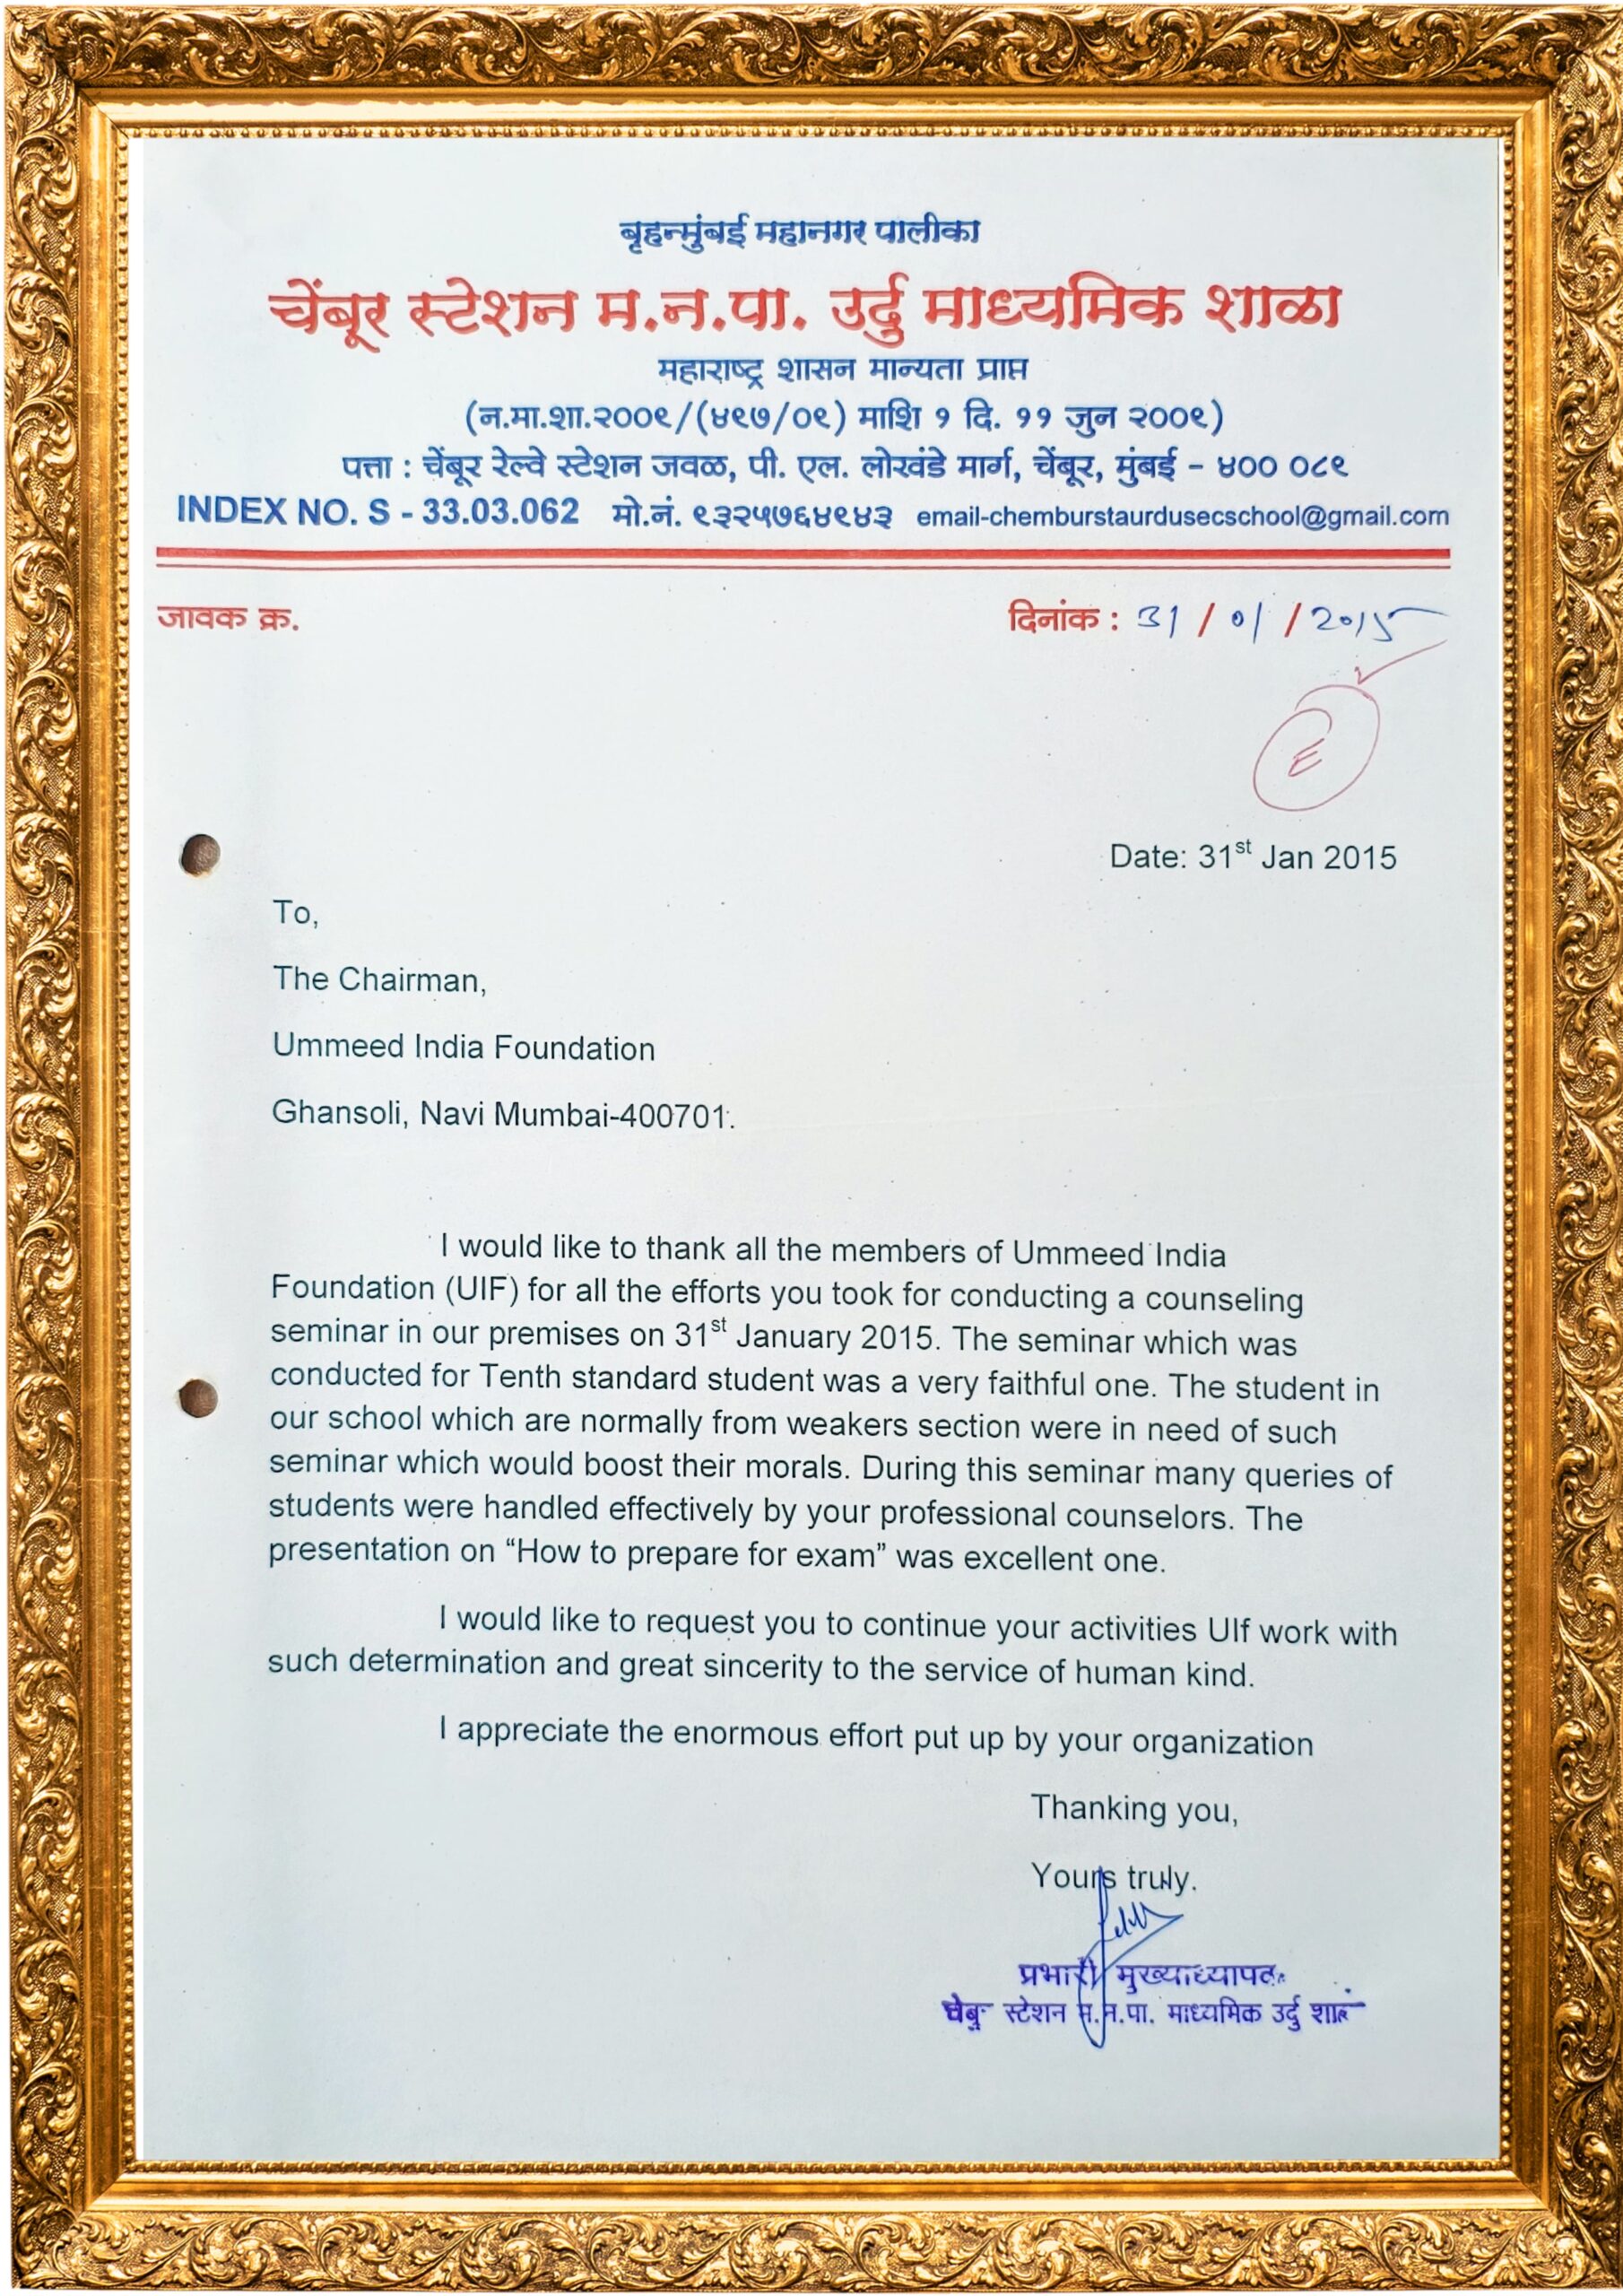 बृहन्मुंबई महानगर पालीका
चेंबूर स्टेशन म.न.पा. उर्दु माध्यमिक शाळा
महाराष्ट्र शासन मान्यता प्राप्त
(न.मा.शा.२००९/(४९७/०९) माशि १ दि. ११ जुन २००९)
पत्ता : चेंबूर रेल्वे स्टेशन जवळ, पी. एल. लोखंडे मार्ग, चेंबूर, मुंबई - ४०० ०८९
INDEX NO. S - 33.03.062 मो.नं. ९३२५७६४९४३ email-chemburstaurdusecschool@gmail.com
जावक क्र. दिनांक : 31 / 01 / 2015
E
Date: 31st Jan 2015
To,
The Chairman,
Ummeed India Foundation
Ghansoli, Navi Mumbai-400701.
I would like to thank all the members of Ummeed India
Foundation (UIF) for all the efforts you took for conducting a counseling
seminar in our premises on 31st January 2015. The seminar which was
conducted for Tenth standard student was a very faithful one. The student in
our school which are normally from weakers section were in need of such
seminar which would boost their morals. During this seminar many queries of
students were handled effectively by your professional counselors. The
presentation on “How to prepare for exam” was excellent one.
I would like to request you to continue your activities UIf work with
such determination and great sincerity to the service of human kind.
I appreciate the enormous effort put up by your organization
Thanking you,
Yours truly.
प्रभारी मुख्याध्यापक
स्टेशन म.न.पा. माध्यमिक उर्दु